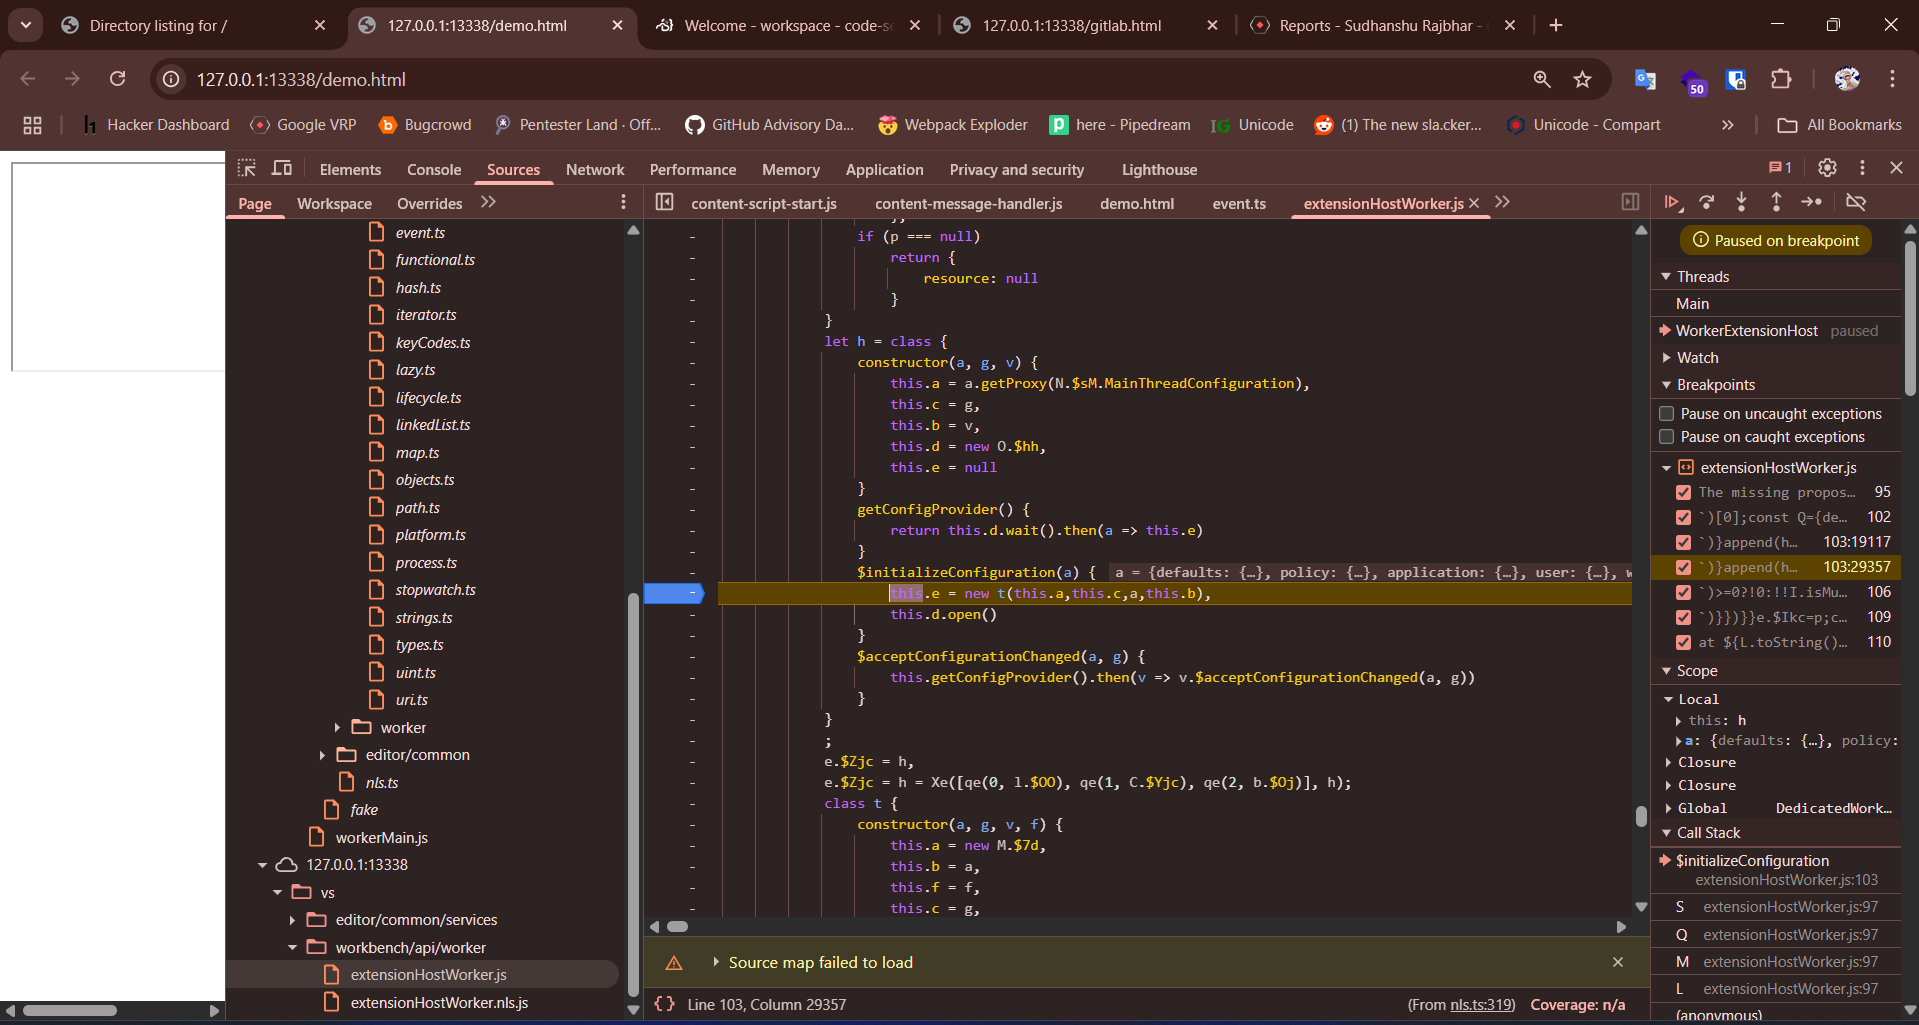 Directory listing for /
127.0.0.1:13338/demo.html
Welcome - workspace - code-se
127.0.0.1:13338/gitlab.html
Reports - Sudhanshu Rajbhar -
127.0.0.1:13338/demo.html
50
Hacker Dashboard
Google VRP
Bugcrowd
Pentester Land · Off...
GitHub Advisory Da...
Webpack Exploder
here - Pipedream
Unicode
(1) The new sla.cker...
Unicode - Compart
All Bookmarks
Elements
Console
Sources
Network
Performance
Memory
Application
Privacy and security
Lighthouse
1
Page
Workspace
Overrides
content-script-start.js
content-message-handler.js
demo.html
event.ts
extensionHostWorker.js
event.ts
functional.ts
hash.ts
iterator.ts
keyCodes.ts
lazy.ts
lifecycle.ts
linkedList.ts
map.ts
objects.ts
path.ts
platform.ts
process.ts
stopwatch.ts
strings.ts
types.ts
uint.ts
uri.ts
worker
editor/common
nls.ts
fake
workerMain.js
127.0.0.1:13338
vs
editor/common/services
workbench/api/worker
extensionHostWorker.js
extensionHostWorker.nls.js
if (p === null)
return {
resource: null
}
}
let h = class {
constructor(a, g, v) {
this.a = a.getProxy(N.$sM.MainThreadConfiguration),
this.c = g,
this.b = v,
this.d = new O.$hh,
this.e = null
}
getConfigProvider() {
return this.d.wait().then(a => this.e)
}
$initializeConfiguration(a) { a = {defaults: {…}, policy: {…}, application: {…}, user: {…}, w
this.e = new t(this.a,this.c,a,this.b),
this.d.open()
}
$acceptConfigurationChanged(a, g) {
this.getConfigProvider().then(v => v.$acceptConfigurationChanged(a, g))
}
}
;
e.$Zjc = h,
e.$Zjc = h = Xe([qe(0, l.$OO), qe(1, C.$Yjc), qe(2, b.$Oj)], h);
class t {
constructor(a, g, v, f) {
this.a = new M.$7d,
this.b = a,
this.f = f,
this.c = g,
Source map failed to load
{ } Line 103, Column 29357
(From nls.ts:319) Coverage: n/a
Paused on breakpoint
Threads
Main
WorkerExtensionHost paused
Watch
Breakpoints
Pause on uncaught exceptions
Pause on caught exceptions
extensionHostWorker.js
The missing propos… 95
`)[0];const Q={de… 102
`)}append(h… 103:19117
`)}append(h… 103:29357
`)>=0?!0:!!I.isMu… 106
`)}})}}e.$Ikc=p;c… 109
at ${L.toString()… 110
Scope
Local
this: h
a: {defaults: {…}, policy:
Closure
Closure
Global DedicatedWork…
Call Stack
$initializeConfiguration
extensionHostWorker.js:103
S extensionHostWorker.js:97
Q extensionHostWorker.js:97
M extensionHostWorker.js:97
L extensionHostWorker.js:97
(anonymous)